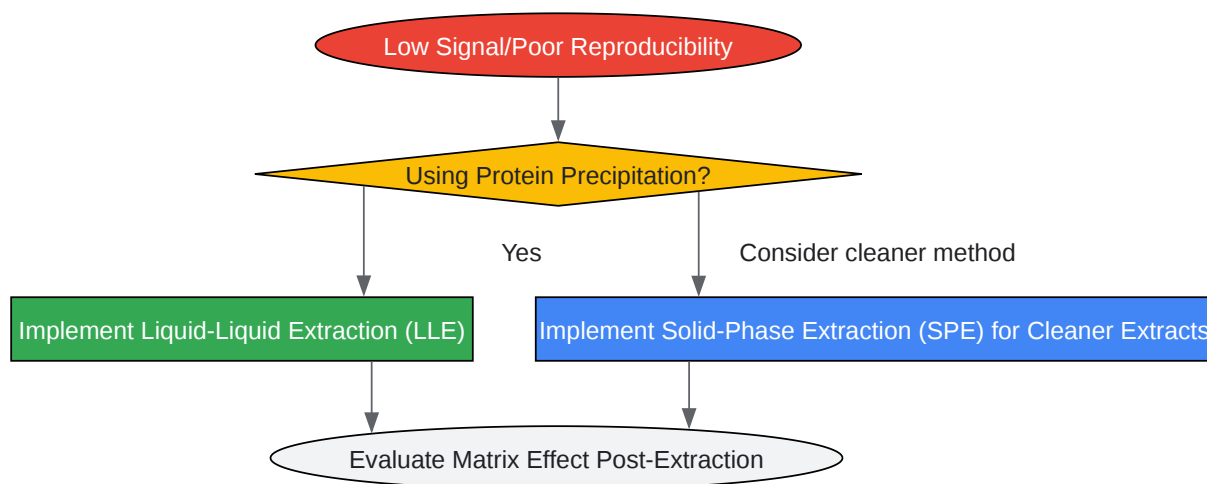 Low Signal/Poor Reproducibility
Using Protein Precipitation?
Yes
Consider cleaner method
Implement Liquid-Liquid Extraction (LLE)
Implement Solid-Phase Extraction (SPE) for Cleaner Extracts
Evaluate Matrix Effect Post-Extraction